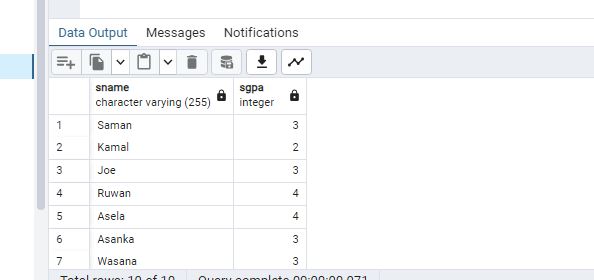 Data Output Messages Notifications
sname sgpa
character varying (255) integer
1 Saman 3
2 Kamal 2
3 Joe 3
4 Ruwan 4
5 Asela 4
6 Asanka 3
7 Wasana 3
Total rows: 10 of 10 Query complete 00:00:00.071